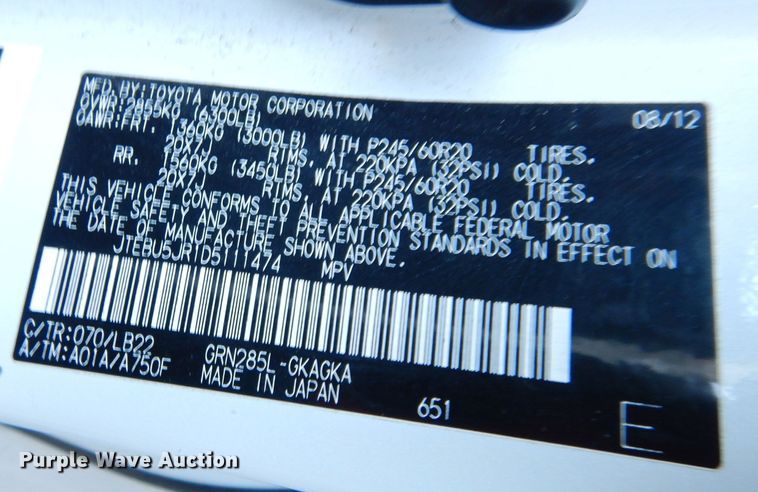 MFD. BY: TOYOTA MOTOR CORPORATION 08/12
GVWR: 2855KG (6300LB)
GAWR: FRT. 1360KG (3000LB) WITH P245/60R20 TIRES.
20X7J RIMS, AT 220KPA (32PSI) COLD.
RR. 1560KG (3450LB) WITH P245/60R20 TIRES.
20X7J RIMS, AT 220KPA (32PSI) COLD.
THIS VEHICLE CONFORMS TO ALL APPLICABLE FEDERAL MOTOR
VEHICLE SAFETY AND THEFT PREVENTION STANDARDS IN EFFECT ON
THE DATE OF MANUFACTURE SHOWN ABOVE.
JTEBU5JR1D5111474 MPV
C/TR: 070/LB22 GRN285L-GKAGKA
A/TM: A01A/A750F MADE IN JAPAN 651 E
Purple Wave Auction